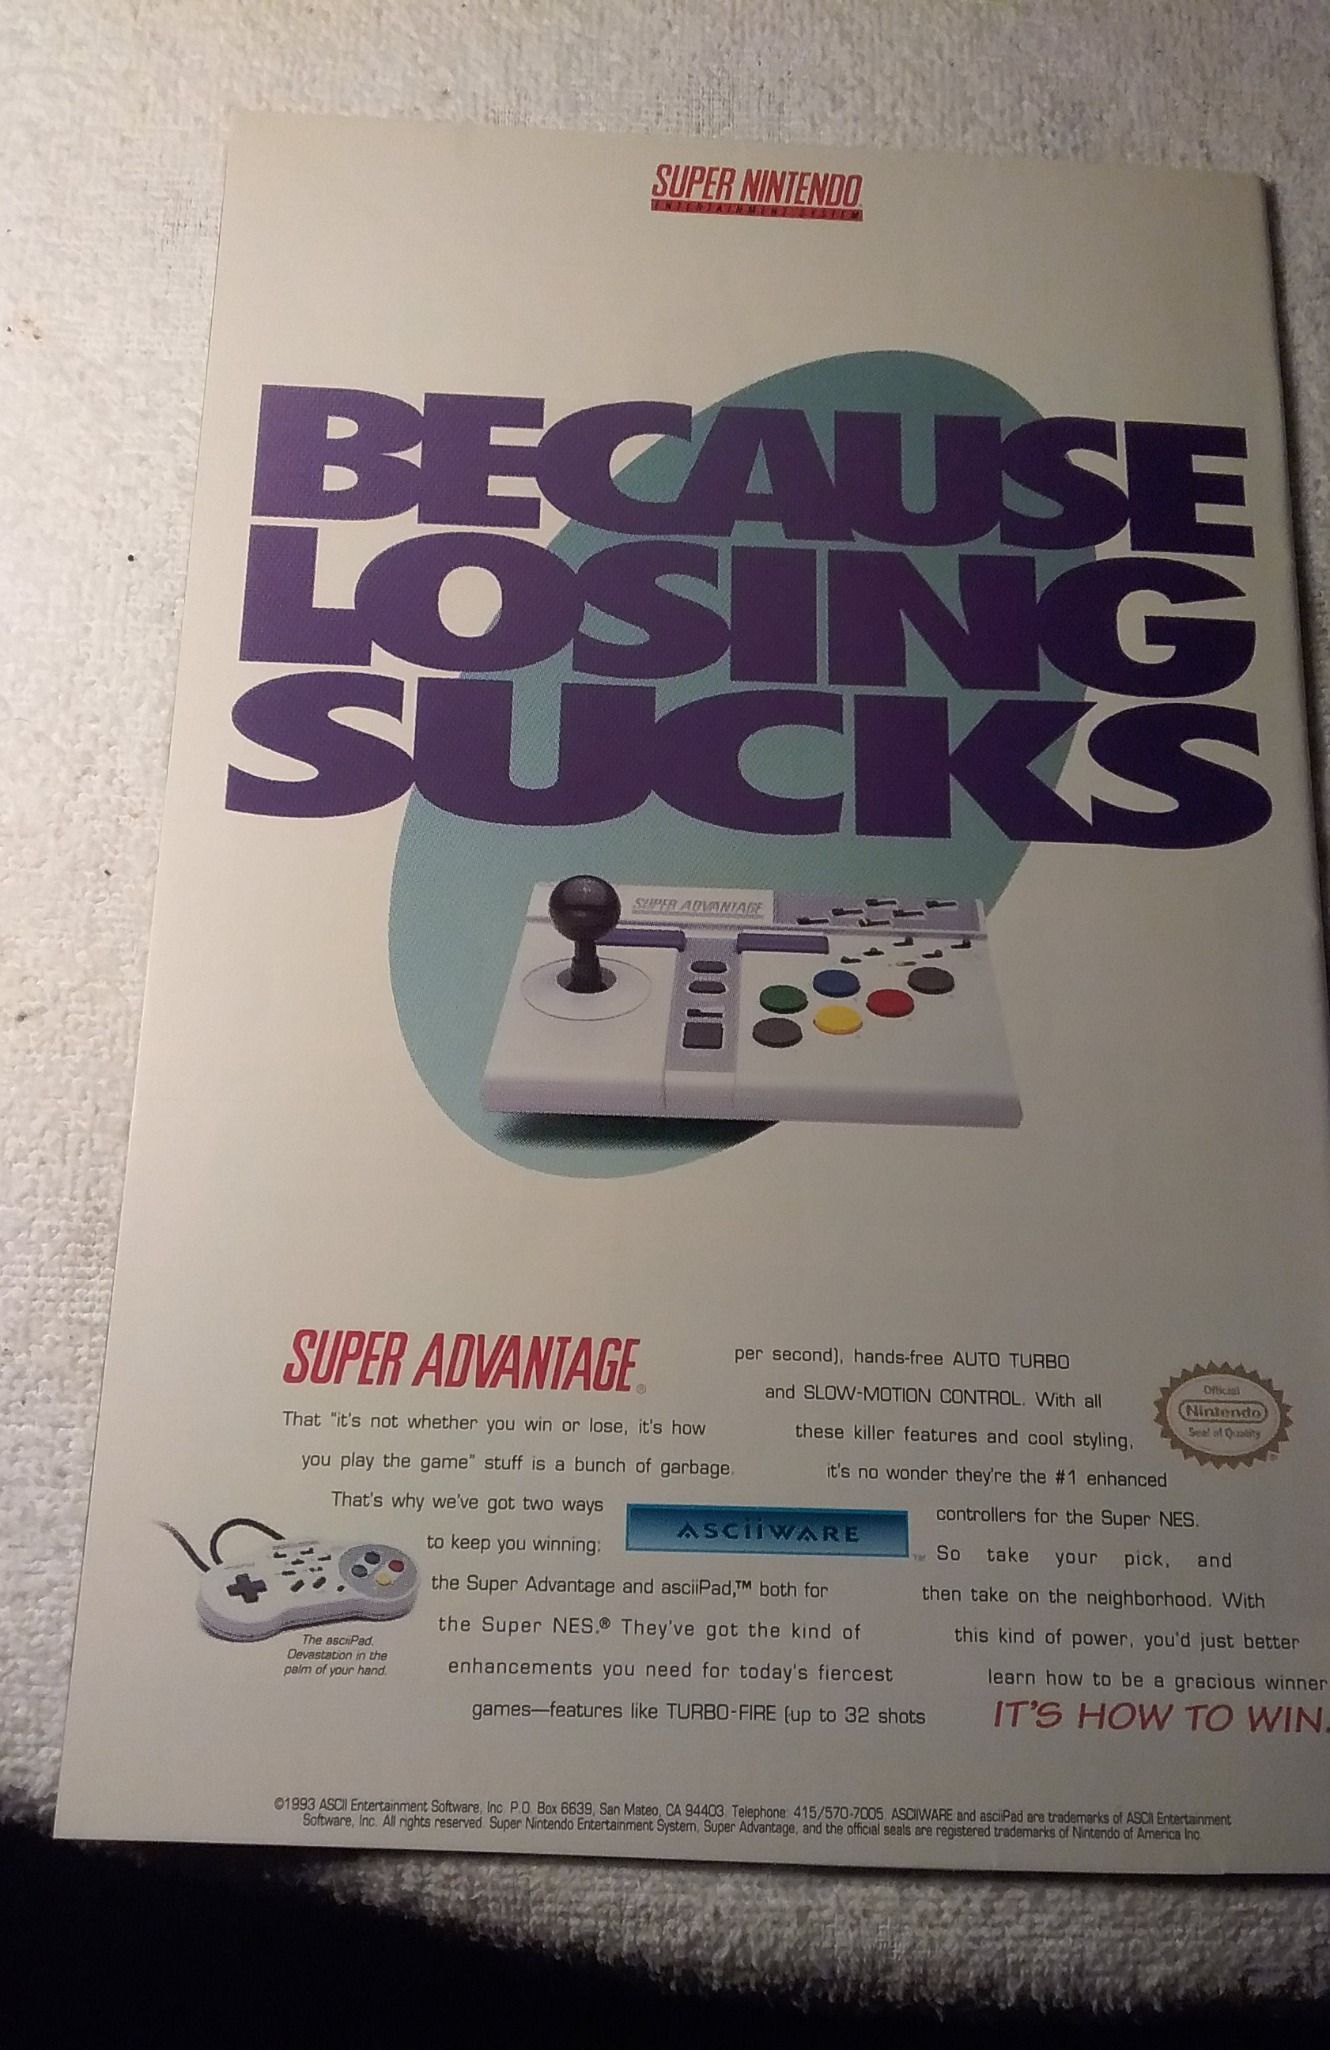 SUPER NINTENDO
ENTERTAINMENT SYSTEM
BECAUSE
LOSING
SUCKS
SUPER ADVANTAGE
SUPER ADVANTAGE®
That "it's not whether you win or lose, it's how
you play the game" stuff is a bunch of garbage.
That's why we've got two ways
to keep you winning:
the Super Advantage and asciiPad,™ both for
the Super NES.® They've got the kind of
enhancements you need for today's fiercest
games—features like TURBO-FIRE (up to 32 shots
The asciiPad.
Devastation in the
palm of your hand.
ASCiiWARE™
per second), hands-free AUTO TURBO
and SLOW-MOTION CONTROL. With all
these killer features and cool styling,
it's no wonder they're the #1 enhanced
controllers for the Super NES.
So take your pick, and
then take on the neighborhood. With
this kind of power, you'd just better
learn how to be a gracious winner
IT'S HOW TO WIN.
Official
Nintendo
Seal of Quality
©1993 ASCII Entertainment Software, Inc. P.O. Box 6639, San Mateo, CA 94403. Telephone: 415/570-7005. ASCIIWARE and asciiPad are trademarks of ASCII Entertainment
Software, Inc. All rights reserved. Super Nintendo Entertainment System, Super Advantage, and the official seals are registered trademarks of Nintendo of America Inc.